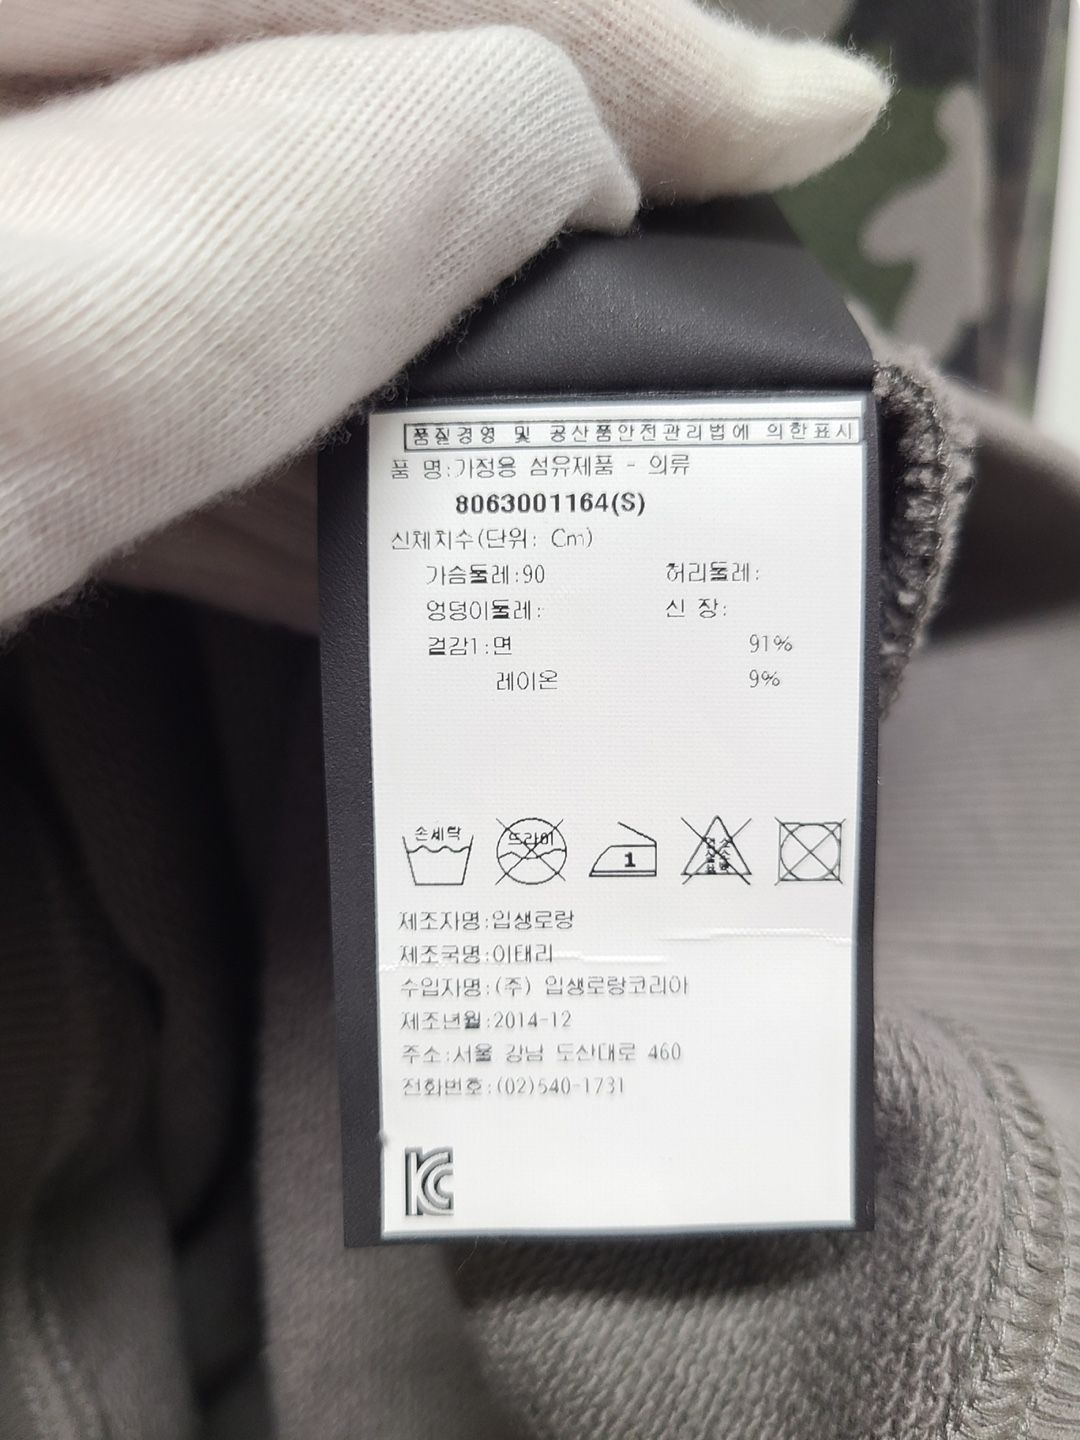 품질경영 및 공산품안전관리법에 의한표시
품 명:가정용 섬유제품 - 의류
8063001164(S)
신체치수(단위: Cm)
가슴둘레:90 허리둘레:
엉덩이둘레: 신 장:
겉감1:면 91%
레이온 9%
손세탁 드라이 1 염소표백
제조자명:입생로랑
제조국명:이태리
수입자명:(주) 입생로랑코리아
제조년월:2014-12
주소:서울 강남 도산대로 460
전화번호:(02)540-1731
KC